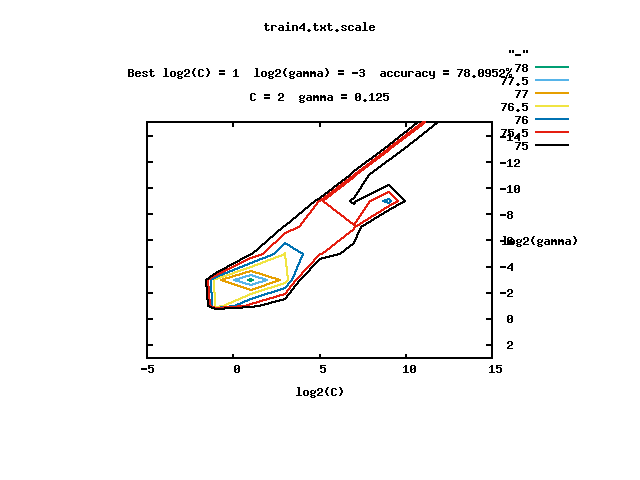 train4.txt.scale
"-"
Best log2(C) = 1  log2(gamma) = -3  accuracy = 78.0952%
78
77.5
77
C = 2  gamma = 0.125
76.5
76
75.5
75
-14
-12
-10
-8
-6
log2(gamma)
-4
-2
0
2
-5 0 5 10 15
log2(C)